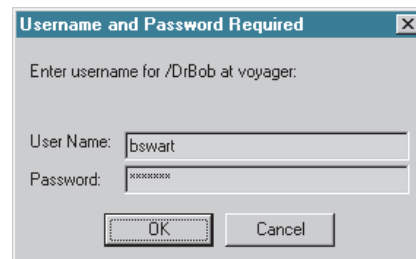 Username and Password Required
Enter username for /DrBob at voyager:
User Name: bswart
Password: *******
OK Cancel